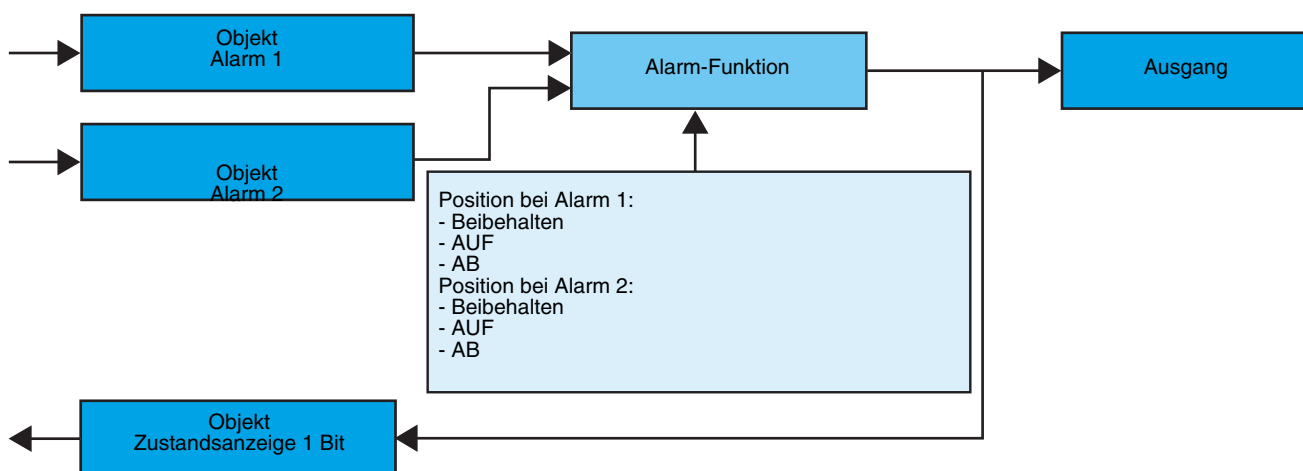 Objekt
Alarm 1
Alarm-Funktion
Ausgang
Objekt
Alarm 2
Position bei Alarm 1:
- Beibehalten
- AUF
- AB
Position bei Alarm 2:
- Beibehalten
- AUF
- AB
Objekt
Zustandsanzeige 1 Bit